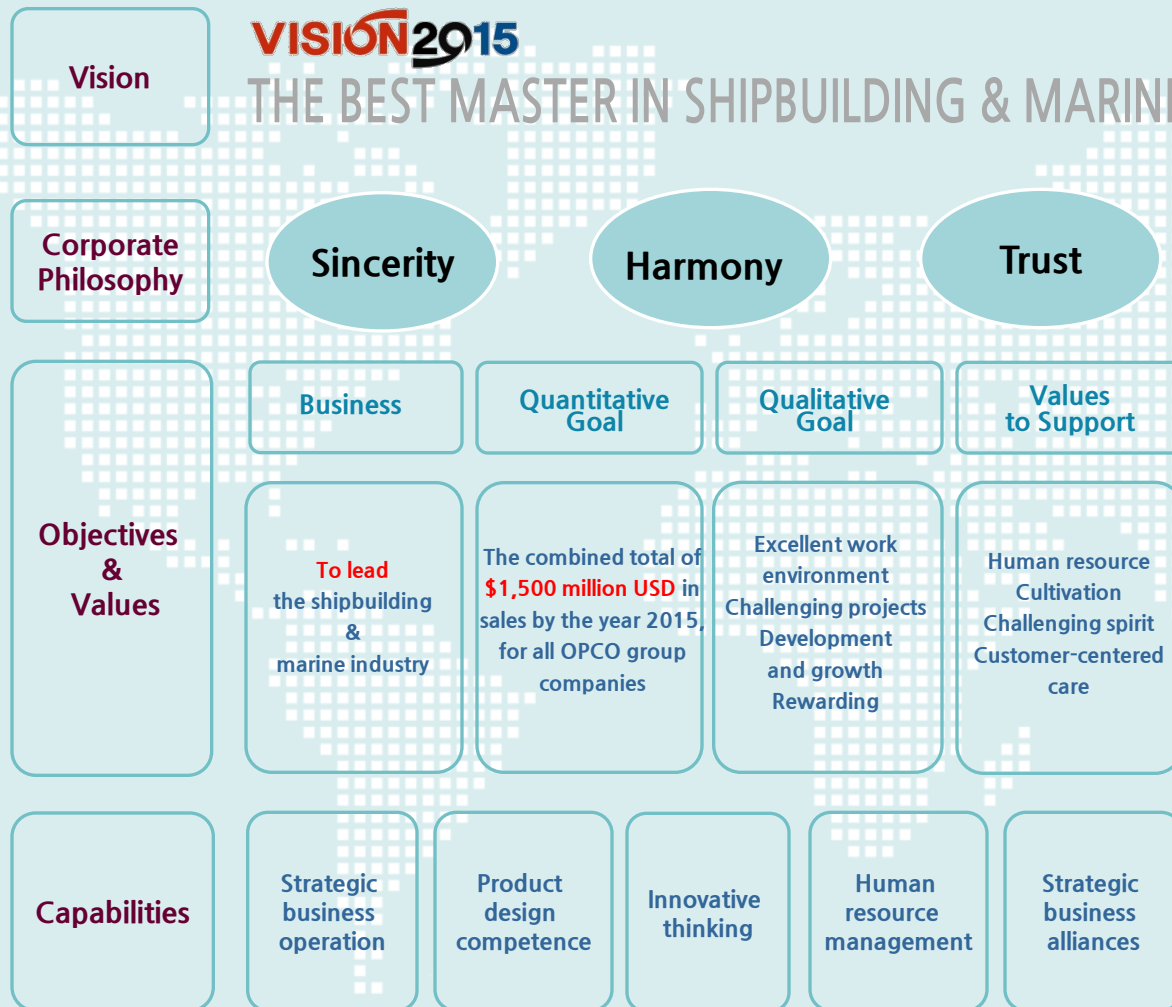 Vision
VISION2015
THE BEST MASTER IN SHIPBUILDING &
Corporate
Philosophy
Sincerity
Harmony
Trust
Objectives
&
Values
Business
Quantitative
Goal
Qualitative
Goal
Values
to Support
To lead
the shipbuilding
&
marine industry
The combined total of
$1,500 million USD in
sales by the year 2015,
for all OPCO group
companies
Excellent work
environment
Challenging projects
Development
and growth
Rewarding
Human resource
Cultivation
Challenging spirit
Customer-centered
care
Capabilities
Strategic
business
operation
Product
design
competence
Innovative
thinking
Human
resource
management
Strategic
business
alliances